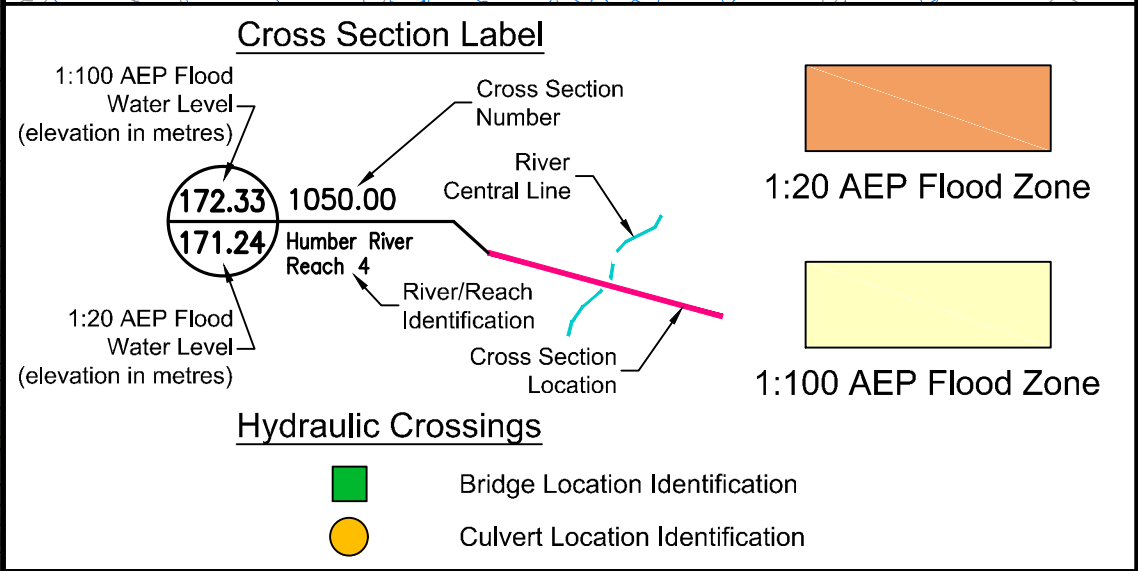 Cross Section Label
1:100 AEP Flood
Water Level
(elevation in metres)
Cross Section
Number
River
Central Line
172.33
1050.00
171.24
Humber River
Reach 4
River/Reach
Identification
1:20 AEP Flood
Water Level
(elevation in metres)
Cross Section
Location
1:20 AEP Flood Zone
1:100 AEP Flood Zone
Hydraulic Crossings
Bridge Location Identification
Culvert Location Identification